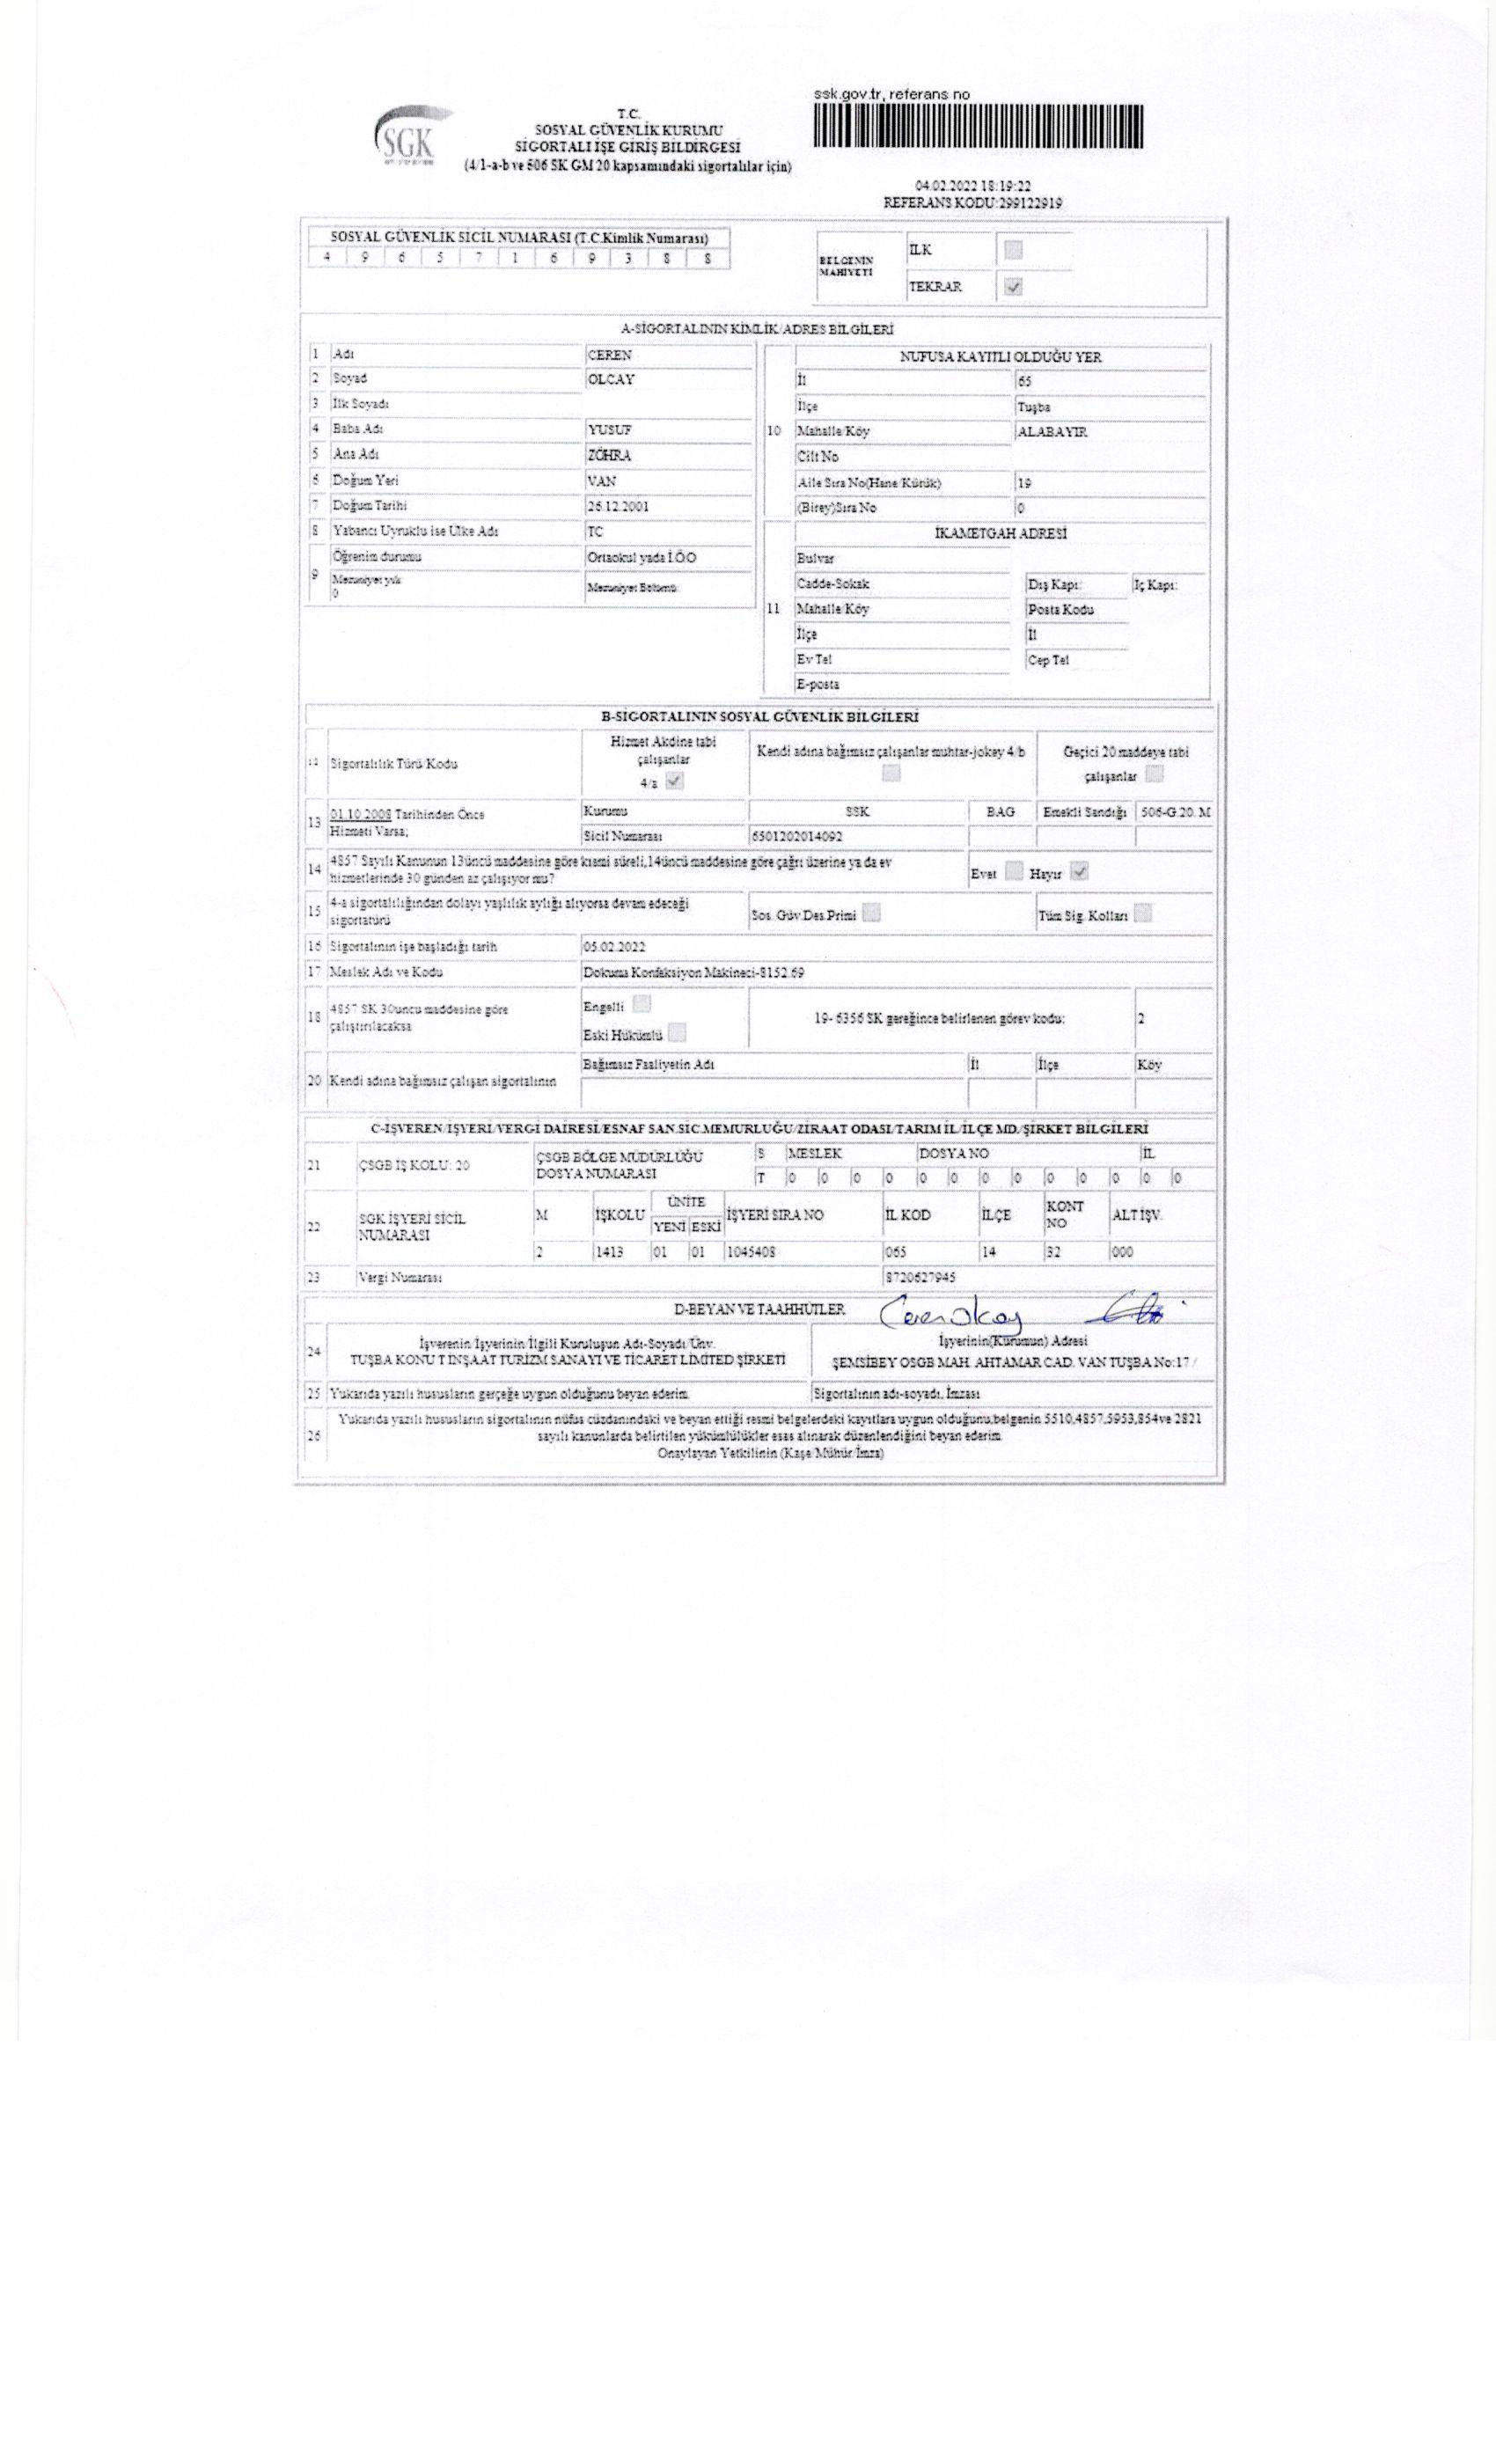 ssk.gov.tr, referans no
SGK
T.C.
SOSYAL GÜVENLİK KURUMU
SİGORTALI İŞE GİRİŞ BİLDİRGESİ
(4/1-a-b ve 506 SK GM 20 kapsamındaki sigortalılar için)
04.02.2022 18:19:22
REFERANS KODU:299122919
SOSYAL GÜVENLİK SİCİL NUMARASI (T.C.Kimlik Numarası)
4 9 6 5 7 1 6 9 3 8 8
BELGENİN MAHİYETİ
İLK
TEKRAR ✓
A-SİGORTALININ KİMLİK/ADRES BİLGİLERİ
1 Adı CEREN
2 Soyad OLCAY
3 İlk Soyadı
4 Baba Adı YUSUF
5 Ana Adı ZÖHRA
6 Doğum Yeri VAN
7 Doğum Tarihi 26.12.2001
8 Yabancı Uyruklu ise Ülke Adı TC
9 Öğrenim durumu Ortaokul yada İ.Ö.O
Mezuniyet yılı Mezuniyet Bölümü
0
NUFUSA KAYITLI OLDUĞU YER
10
İl 65
İlçe Tuşba
Mahalle/Köy ALABAYIR
Cilt No
Aile Sıra No(Hane/Kütük) 19
(Birey)Sıra No 0
İKAMETGAH ADRESİ
11
Bulvar
Cadde-Sokak Dış Kapı: İç Kapı:
Mahalle/Köy Posta Kodu
İlçe İl
Ev Tel Cep Tel
E-posta
B-SİGORTALININ SOSYAL GÜVENLİK BİLGİLERİ
12 Sigortalılık Türü/Kodu
Hizmet Akdine tabi çalışanlar 4/a ✓
Kendi adına bağımsız çalışanlar muhtar-jokey 4/b
Geçici 20 maddeye tabi çalışanlar
13 01.10.2008 Tarihinden Önce Hizmeti Varsa;
Kurumu SSK BAG Emekli Sandığı 506-G.20. M
Sicil Numarası 6501202014092
14 4857 Sayılı Kanunun 13üncü maddesine göre kısmi süreli,14üncü maddesine göre çağrı üzerine ya da ev
hizmetlerinde 30 günden az çalışıyor mu?
Evet Hayır ✓
15 4-a sigortalılığından dolayı yaşlılık aylığı alıyorsa devam edeceği
sigortatürü
Sos. Güv.Des.Primi Tüm Sig. Kolları
16 Sigortalının işe başladığı tarih 05.02.2022
17 Meslek Adı ve Kodu Dokuma Konfeksiyon Makineci-8152.69
18 4857 SK 30uncu maddesine göre
çalıştırılacaksa
Engelli
Eski Hükümlü
19- 6356 SK gereğince belirlenen görev kodu: 2
20 Kendi adına bağımsız çalışan sigortalının
Bağımsız Faaliyetin Adı İl İlçe Köy
C-İŞVEREN/İŞYERİ/VERGİ DAİRESİ/ESNAF SAN.SİC.MEMURLUĞU/ZİRAAT ODASI/TARIM İL/İLÇE MD./ŞİRKET BİLGİLERİ
21 ÇSGB İŞ KOLU: 20
ÇSGB BÖLGE MÜDÜRLÜĞÜ DOSYA NUMARASI
S MESLEK DOSYA NO İL
T 0 0 0 0 0 0 0 0 0 0 0 0 0
22 SGK İŞYERİ SİCİL NUMARASI
M İŞKOLU ÜNİTE YENİ ESKİ İŞYERİ SIRA NO İL KOD İLÇE KONT NO ALT İŞV.
2 1413 01 01 1045408 065 14 32 000
23 Vergi Numarası 8720627945
D-BEYAN VE TAAHHÜTLER
Ceren Olcay
24 İşverenin/İşyerinin/İlgili Kuruluşun Adı-Soyadı/Ünv.
TUŞBA KONUT İNŞAAT TURİZM SANAYİ VE TİCARET LİMİTED ŞİRKETİ
İşyerinin(Kurumun) Adresi
ŞEMSİBEY OSGB MAH. AHTAMAR CAD. VAN TUŞBA No:17 /
25 Yukarıda yazılı hususların gerçeğe uygun olduğunu beyan ederim.
Sigortalının adı-soyadı, İmzası
26 Yukarıda yazılı hususların sigortalının nüfus cüzdanındaki ve beyan ettiği resmi belgelerdeki kayıtlara uygun olduğunu,belgenin 5510,4857,5953,854ve 2821
sayılı kanunlarda belirtilen yükümlülükler esas alınarak düzenlendiğini beyan ederim.
Onaylayan Yetkilinin (Kaşe/Mühür/İmza)